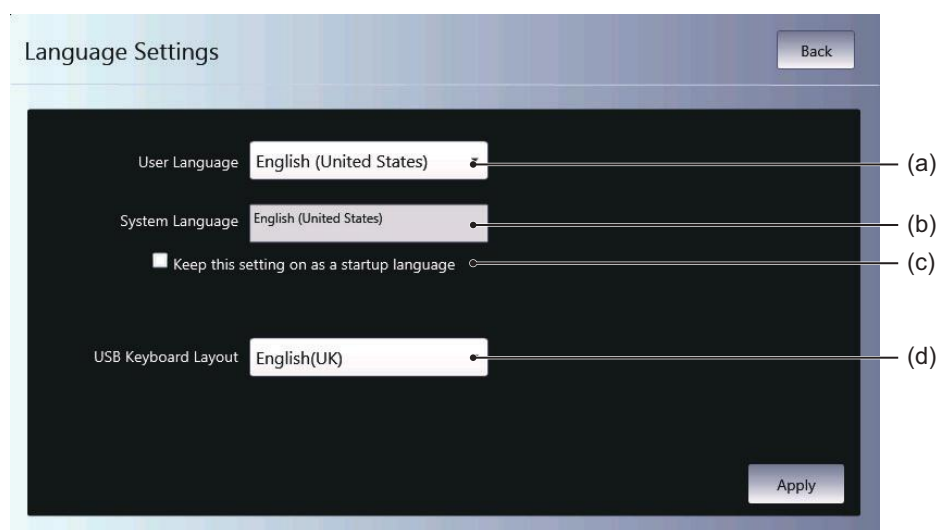 Language Settings
Back
User Language English (United States) (a)
System Language English (United States) (b)
Keep this setting on as a startup language (c)
USB Keyboard Layout English(UK) (d)
Apply